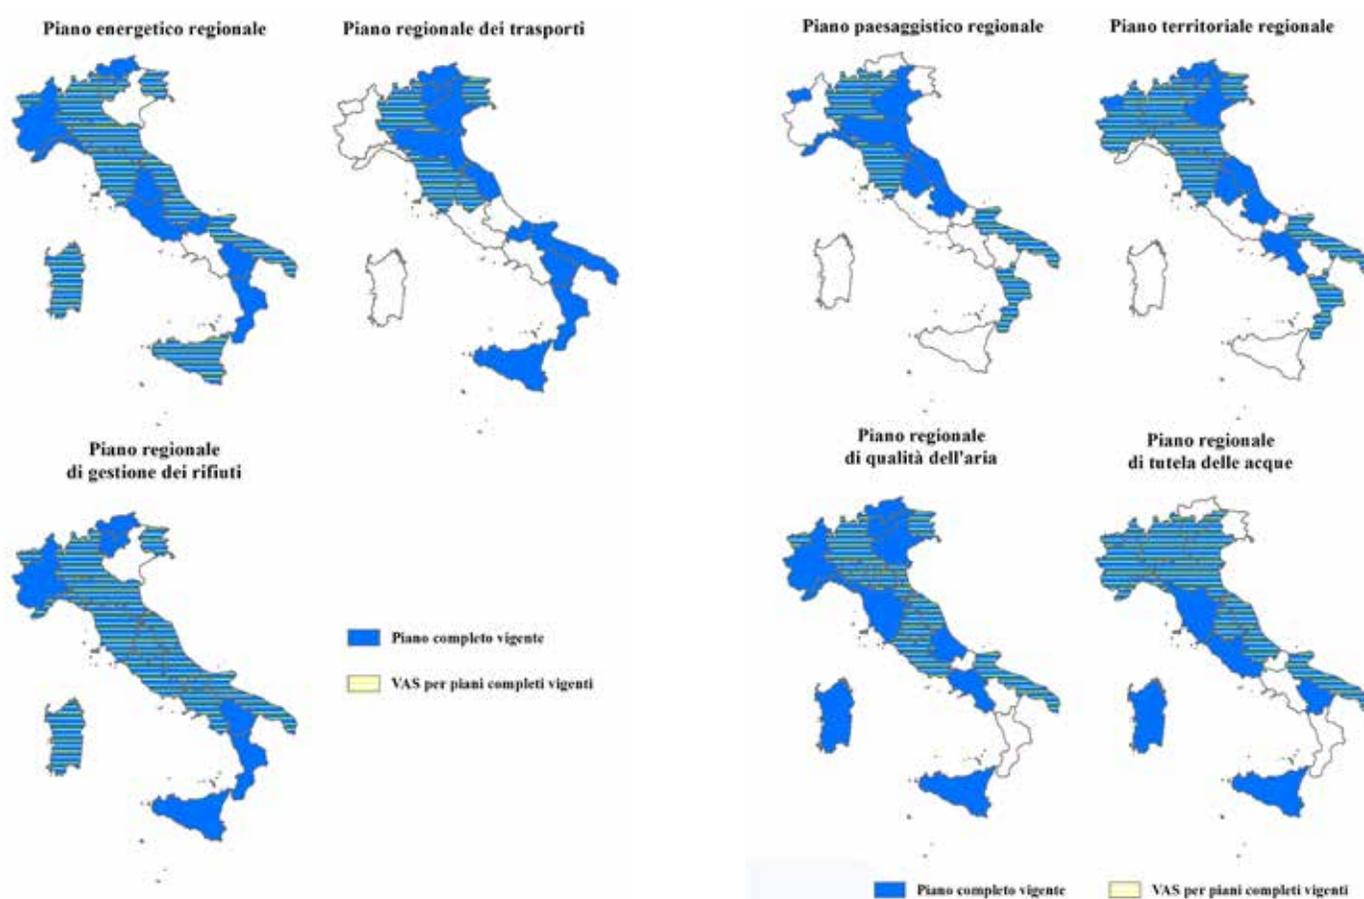 Piano energetico regionale
Piano regionale dei trasporti
Piano regionale
di gestione dei rifiuti
Piano completo vigente
VAS per piani completi vigenti
Piano paesaggistico regionale
Piano territoriale regionale
Piano regionale
di qualità dell'aria
Piano regionale
di tutela delle acque
Piano completo vigente
VAS per piani completi vigenti